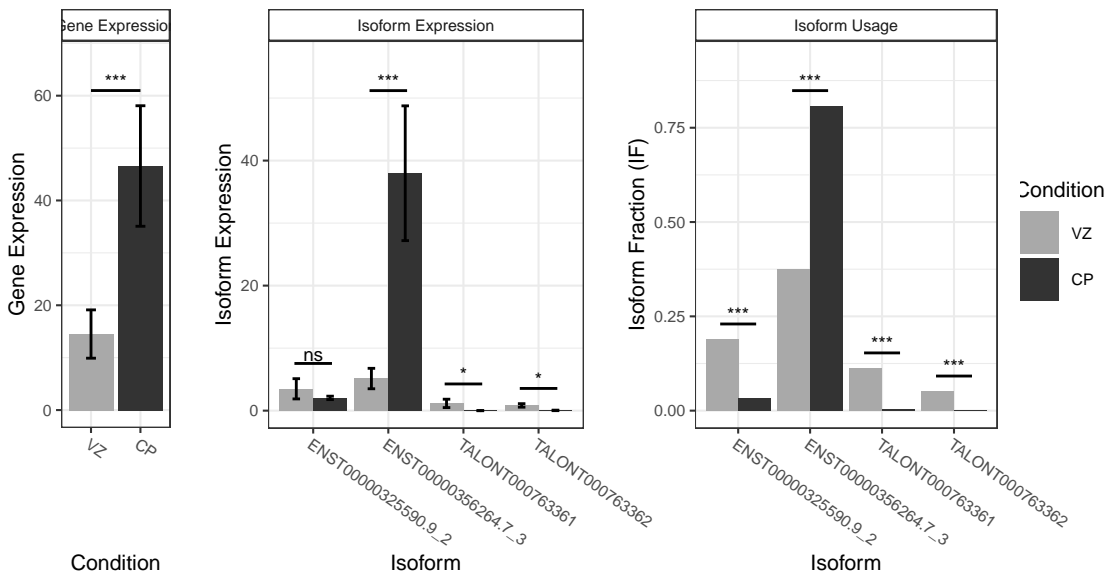 Gene Expression
Gene Expression
60
40
20
0
***
VZ
CP
Condition
Isoform Expression
Isoform Expression
40
20
0
ns
***
*
*
ENST00000325590.9_2
ENST00000356264.7_3
TALONT000763361
TALONT000763362
Isoform
Isoform Usage
Isoform Fraction (IF)
0.75
0.50
0.25
0.00
***
***
***
***
ENST00000325590.9_2
ENST00000356264.7_3
TALONT000763361
TALONT000763362
Isoform
Condition
VZ
CP